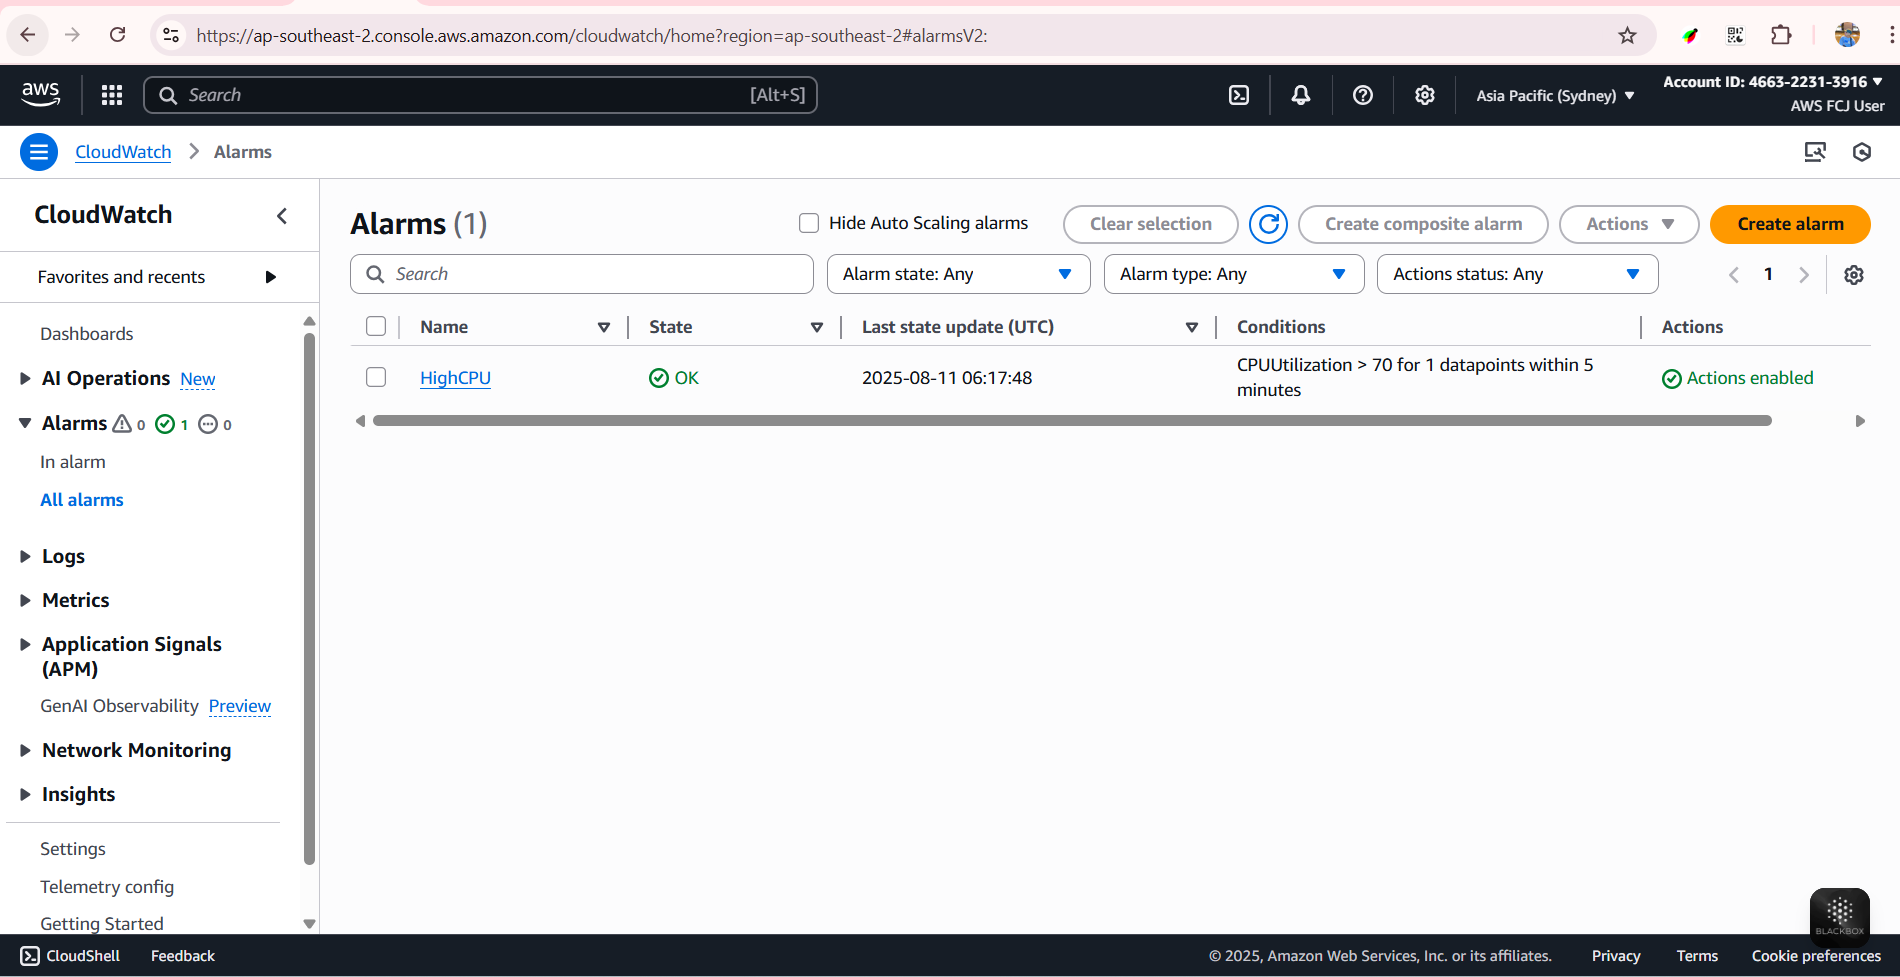 https://ap-southeast-2.console.aws.amazon.com/cloudwatch/home?region=ap-southeast-2#alarmsV2:
aws
Search [Alt+S]
Asia Pacific (Sydney)
Account ID: 4663-2231-3916
AWS FCJ User
CloudWatch Alarms
CloudWatch
Favorites and recents
Dashboards
AI Operations New
Alarms 0 1 0
In alarm
All alarms
Logs
Metrics
Application Signals
(APM)
GenAI Observability Preview
Network Monitoring
Insights
Settings
Telemetry config
Getting Started
Alarms (1)
Hide Auto Scaling alarms
Clear selection
Create composite alarm
Actions
Create alarm
Search
Alarm state: Any
Alarm type: Any
Actions status: Any
1
Name State Last state update (UTC) Conditions Actions
HighCPU OK 2025-08-11 06:17:48 CPUUtilization > 70 for 1 datapoints within 5
minutes
Actions enabled
BLACKBOX
CloudShell Feedback © 2025, Amazon Web Services, Inc. or its affiliates. Privacy Terms Cookie preferences